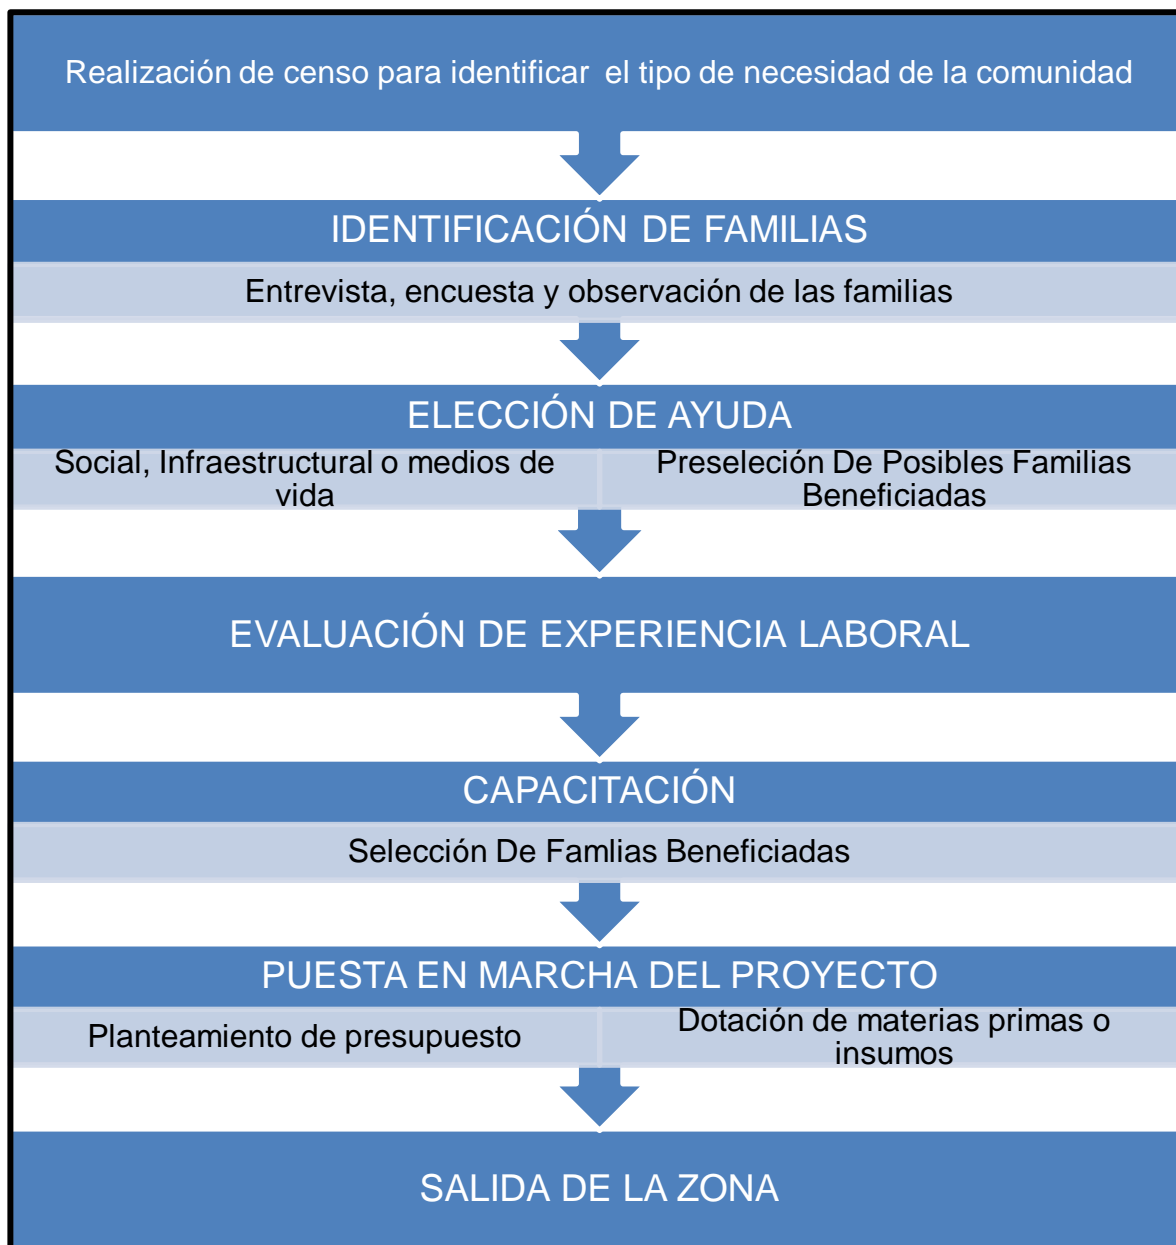 Realización de censo para identificar el tipo de necesidad de la comunidad
IDENTIFICACIÓN DE FAMILIAS
Entrevista, encuesta y observación de las familias
ELECCIÓN DE AYUDA
Social, Infraestructural o medios de
vida
Preseleción De Posibles Familias
Beneficiadas
EVALUACIÓN DE EXPERIENCIA LABORAL
CAPACITACIÓN
Selección De Famlias Beneficiadas
PUESTA EN MARCHA DEL PROYECTO
Planteamiento de presupuesto
Dotación de materias primas o
insumos
SALIDA DE LA ZONA